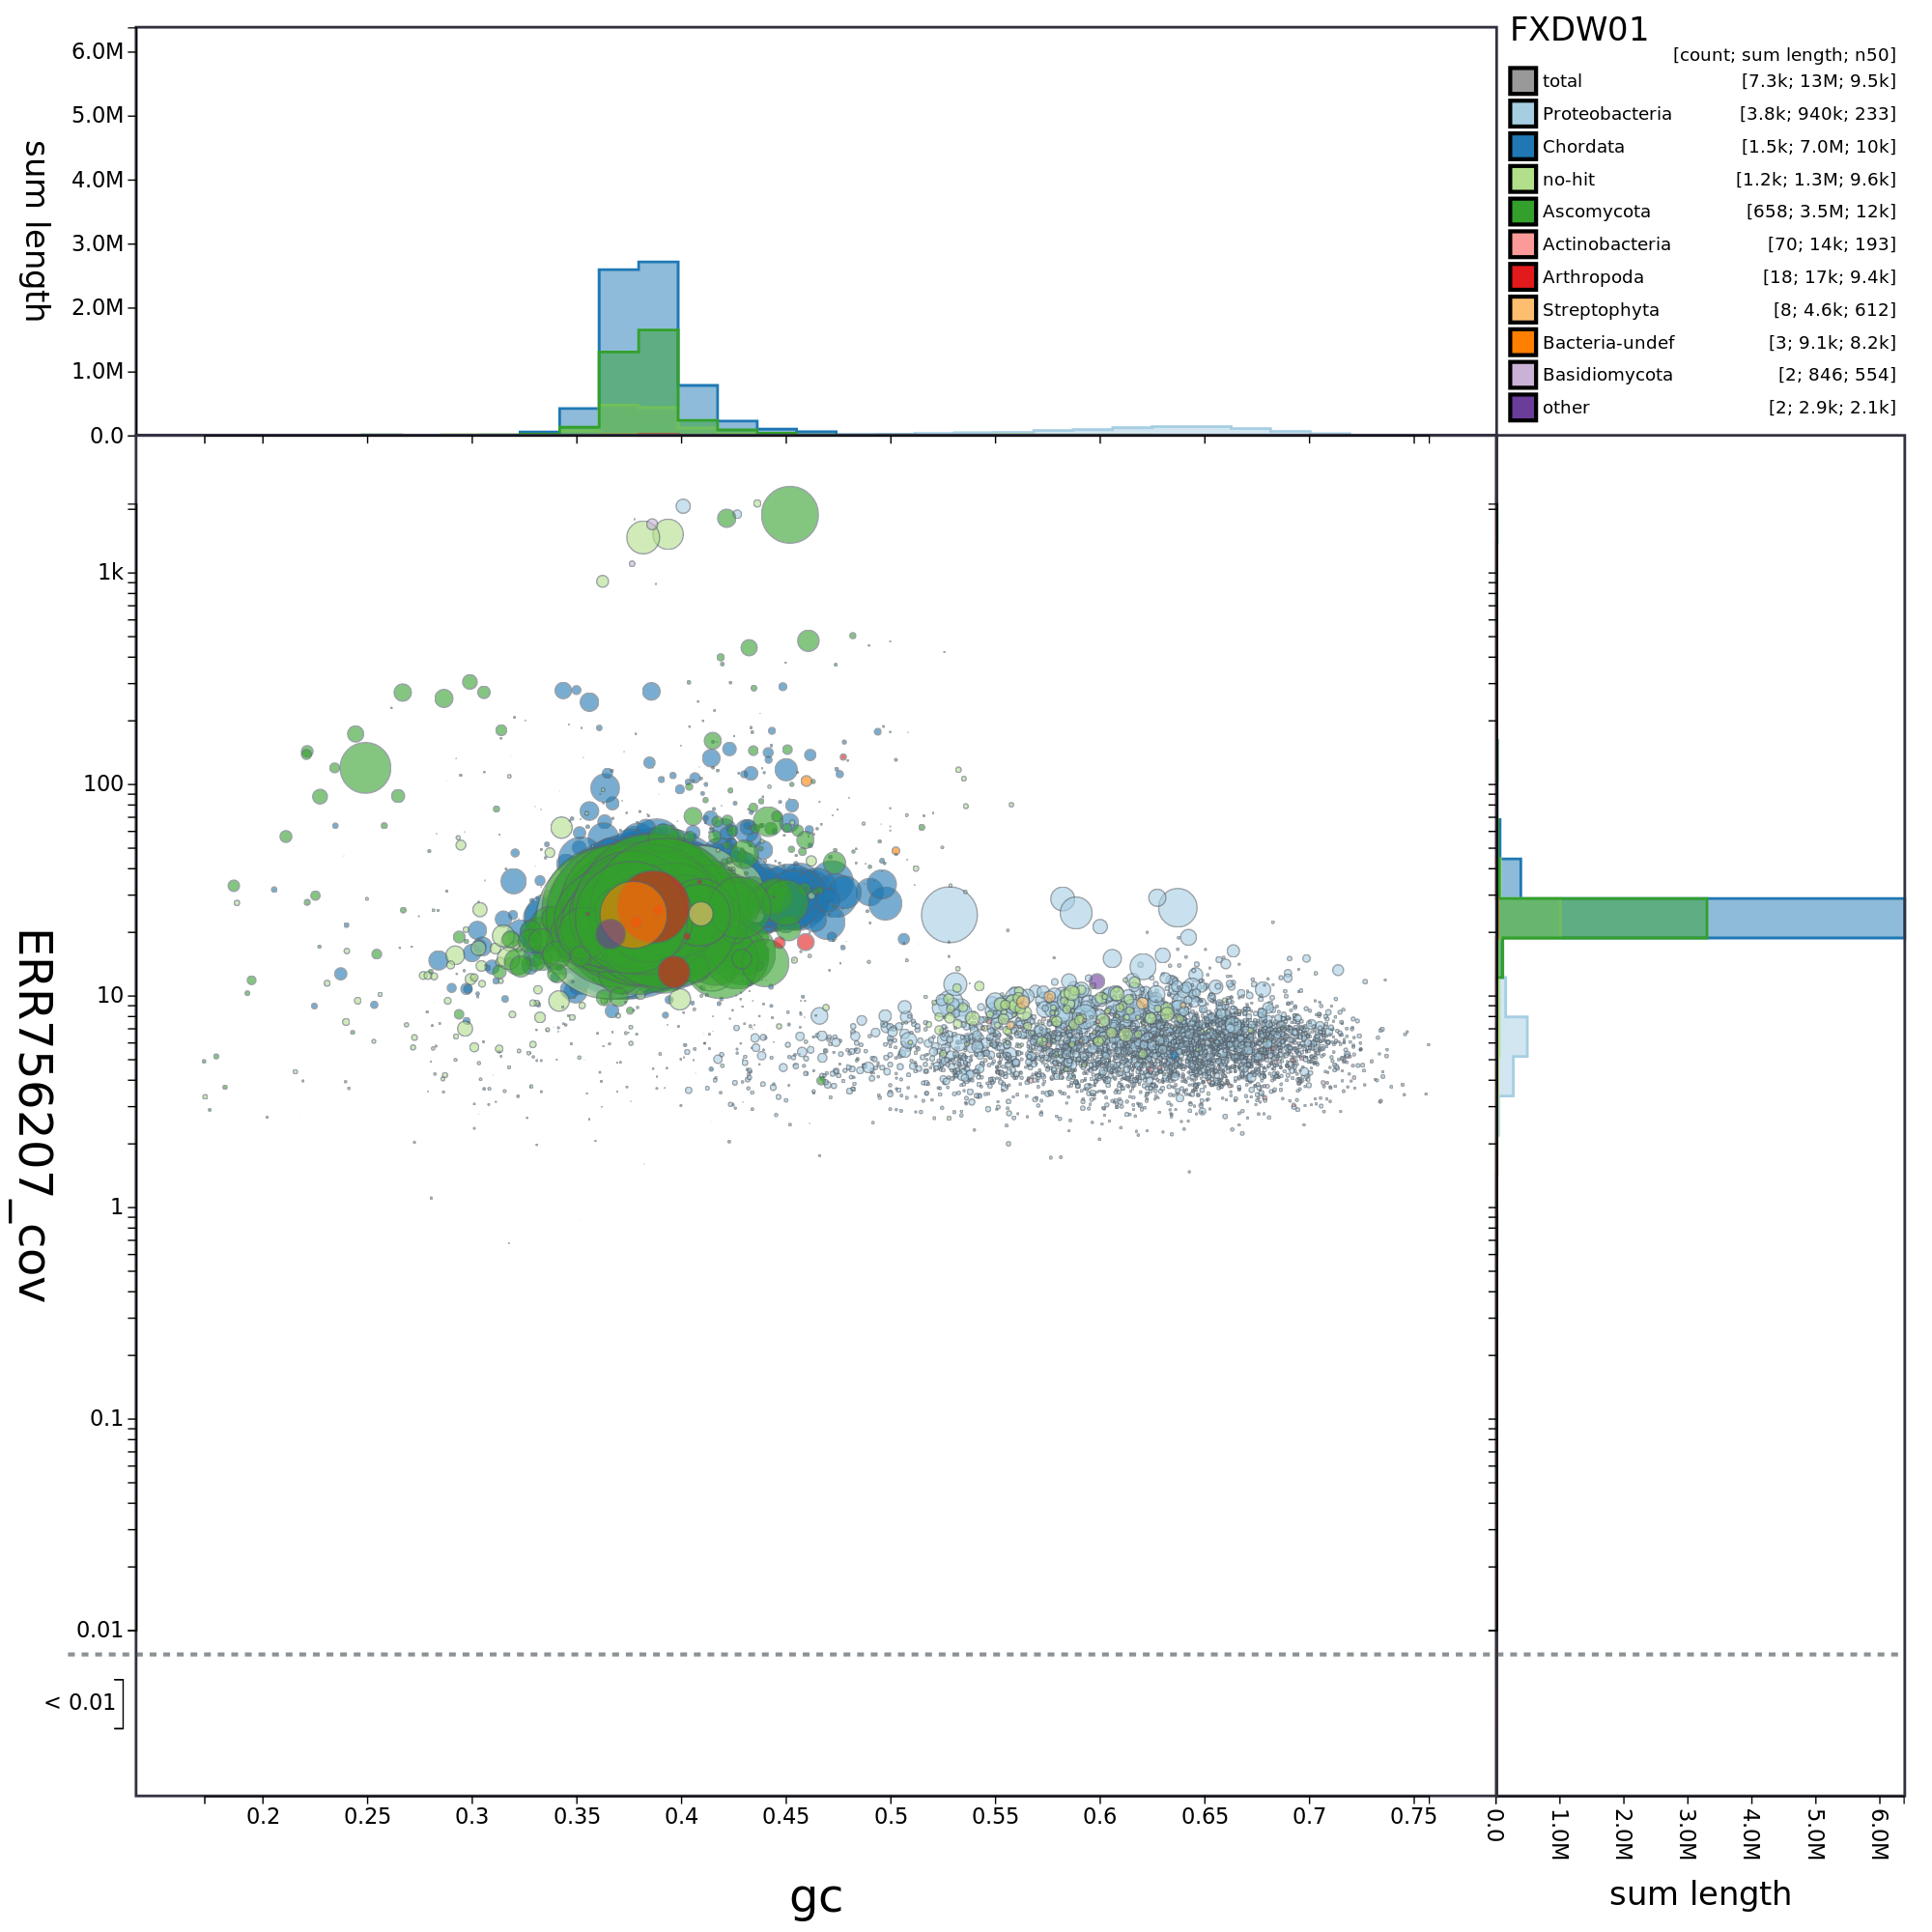 FXDW01
[count; sum length; n50]
total [7.3k; 13M; 9.5k]
Proteobacteria [3.8k; 940k; 233]
Chordata [1.5k; 7.0M; 10k]
no-hit [1.2k; 1.3M; 9.6k]
Ascomycota [658; 3.5M; 12k]
Actinobacteria [70; 14k; 193]
Arthropoda [18; 17k; 9.4k]
Streptophyta [8; 4.6k; 612]
Bacteria-undef [3; 9.1k; 8.2k]
Basidiomycota [2; 846; 554]
other [2; 2.9k; 2.1k]
sum length
6.0M
5.0M
4.0M
3.0M
2.0M
1.0M
0.0
ERR756207_cov
1k
100
10
1
0.1
0.01
< 0.01
0.2 0.25 0.3 0.35 0.4 0.45 0.5 0.55 0.6 0.65 0.7 0.75
gc
0.0 1.0M 2.0M 3.0M 4.0M 5.0M 6.0M
sum length